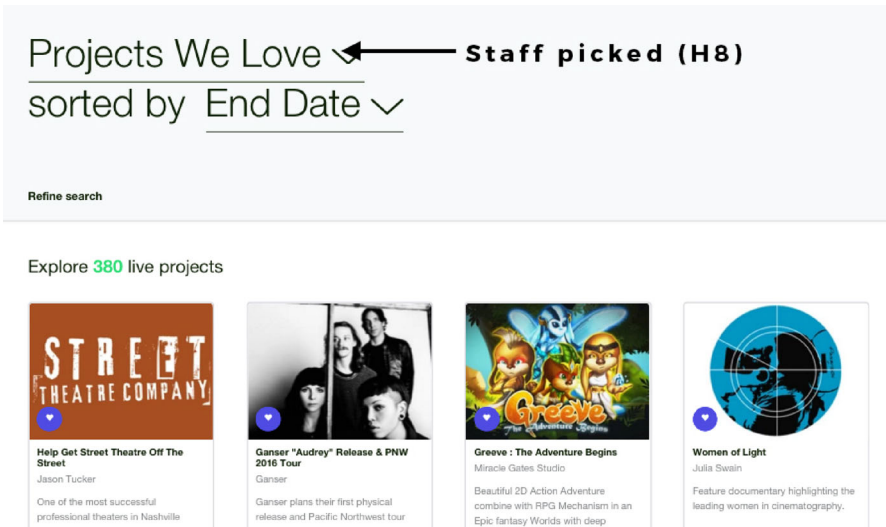 Projects We Love
Staff picked (H8)
sorted by End Date
Refine search
Explore 380 live projects
STREET
THEATRE COMPANY
Greeve
The Adventure Begins
Help Get Street Theatre Off The
Street
Jason Tucker
One of the most successful
professional theaters in Nashville
Ganser "Audrey" Release & PNW
2016 Tour
Ganser
Ganser plans their first physical
release and Pacific Northwest tour
Greeve : The Adventure Begins
Miracle Gates Studio
Beautiful 2D Action Adventure
combine with RPG Mechanism in an
Epic fantasy Worlds with deep
Women of Light
Julia Swain
Feature documentary highlighting the
leading women in cinematography.